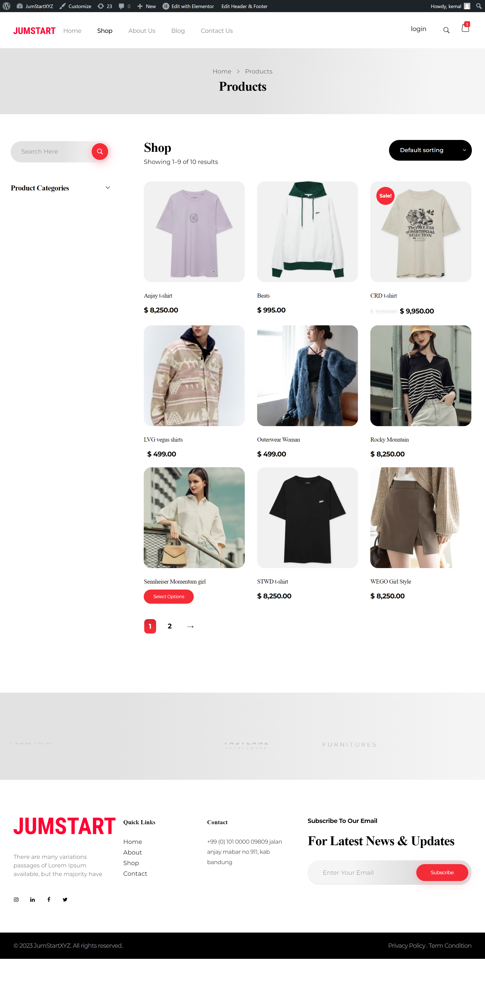 JumStartXYZ Customize 23 0 New Edit with Elementor Edit Header & Footer Howdy, kemal
JUMSTART Home Shop About Us Blog Contact Us login 1
Home > Products
Products
Search Here
Product Categories
Shop
Showing 1–9 of 10 results
Default sorting
Sale!
The PROCESS
of the ARTIFICIAL
SELECTION
Anjay t-shirt
$ 8,250.00
Beats
$ 995.00
CRD t-shirt
$ 11,950.00 $ 9,950.00
LVG vegas shirts
$ 499.00
Outerwear Woman
$ 499.00
Rocky Mountain
$ 8,250.00
Sennheiser Momentum girl
Select Options
STWD t-shirt
$ 8,250.00
WEGO Girl Style
$ 8,250.00
1 2 →
FASTLANE
SPORTSWEAR
FURNITURES
JUMSTART
There are many variations
passages of Lorem Ipsum
available, but the majority have
Quick Links
Home
About
Shop
Contact
Contact
+99 (0) 101 0000 09809 jalan
anjay mabar no 911, kab
bandung
Subscribe To Our Email
For Latest News & Updates
Enter Your Email
Subscribe
© 2023 JumStartXYZ. All rights reserved.
Privacy Policy . Term Condition